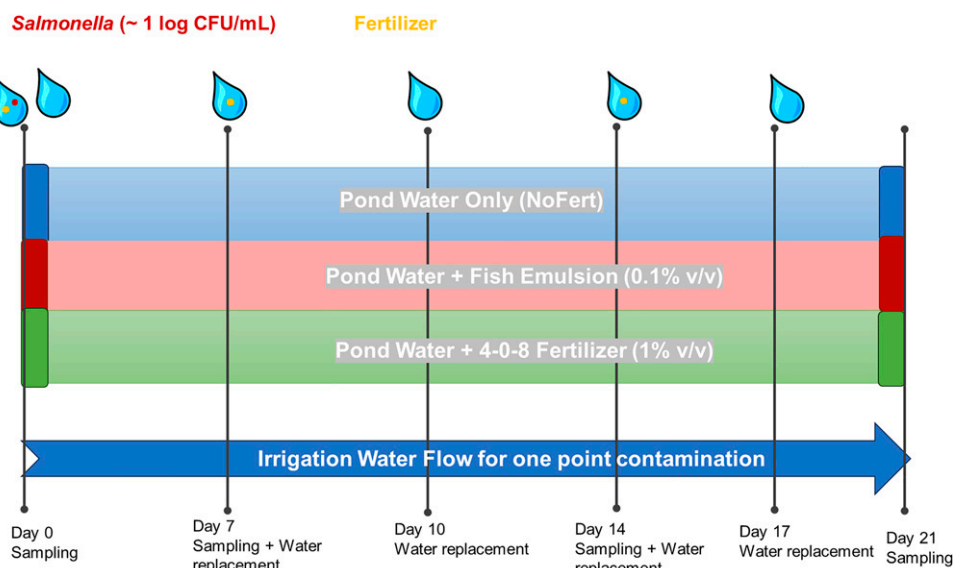 Salmonella (~ 1 log CFU/mL)
Fertilizer
Pond Water Only (NoFert)
Pond Water + Fish Emulsion (0.1% v/v)
Pond Water + 4-0-8 Fertilizer (1% v/v)
Irrigation Water Flow for one point contamination
Day 0
Sampling
Day 7
Sampling + Water
replacement
Day 10
Water replacement
Day 14
Sampling + Water
replacement
Day 17
Water replacement
Day 21
Sampling